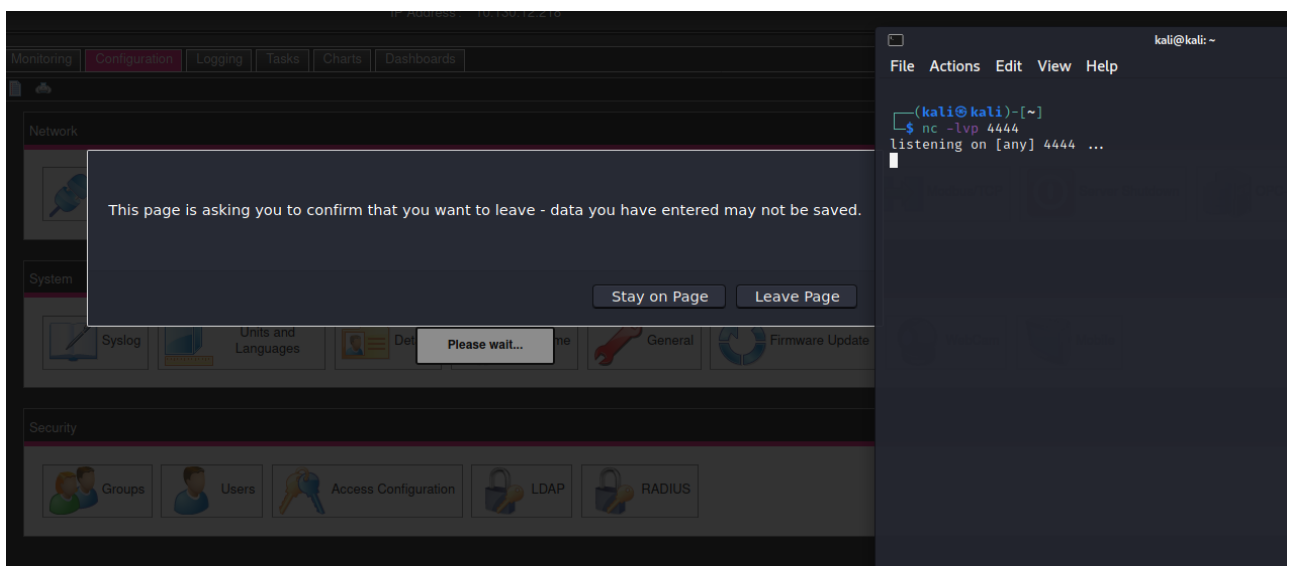 IP Address: 10.130.12.218
Monitoring Configuration Logging Tasks Charts Dashboards
Network
This page is asking you to confirm that you want to leave - data you have entered may not be saved.
Stay on Page Leave Page
System
Syslog
Units and
Languages
Please wait...
General
Firmware Update
Security
Groups
Users
Access Configuration
LDAP
RADIUS
kali@kali: ~
File Actions Edit View Help
(kali㉿kali)-[~]
$ nc -lvp 4444
listening on [any] 4444 ...